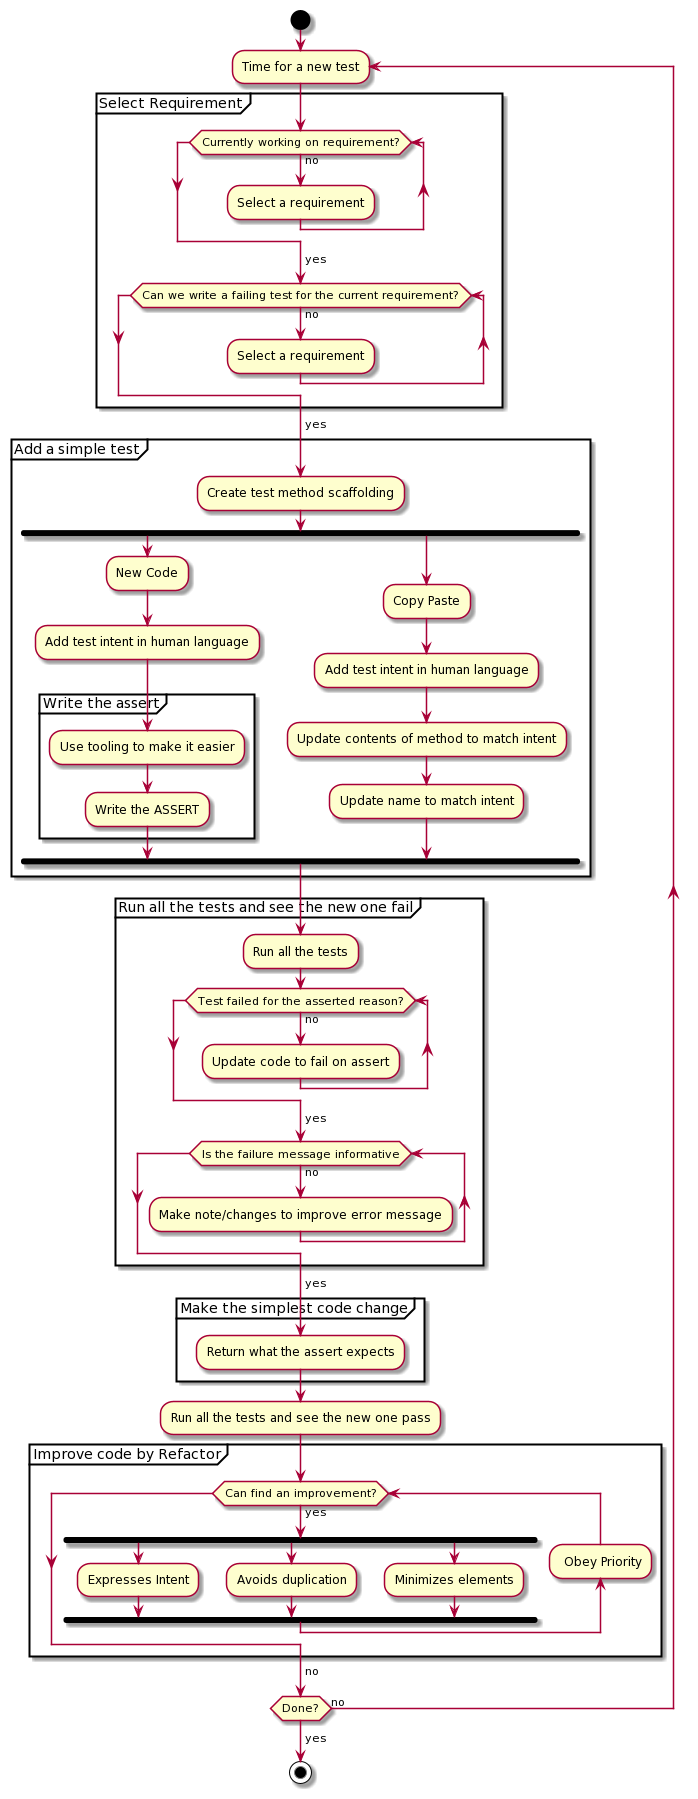 Time for a new test
Select Requirement
Currently working on requirement?
no
Select a requirement
yes
Can we write a failing test for the current requirement?
no
Select a requirement
yes
Add a simple test
Create test method scaffolding
New Code
Add test intent in human language
Write the assert
Use tooling to make it easier
Write the ASSERT
Copy Paste
Add test intent in human language
Update contents of method to match intent
Update name to match intent
Run all the tests and see the new one fail
Run all the tests
Test failed for the asserted reason?
no
Update code to fail on assert
yes
Is the failure message informative
no
Make note/changes to improve error message
yes
Make the simplest code change
Return what the assert expects
Run all the tests and see the new one pass
Improve code by Refactor
Can find an improvement?
yes
Expresses Intent
Avoids duplication
Minimizes elements
Obey Priority
no
Done?
no
yes